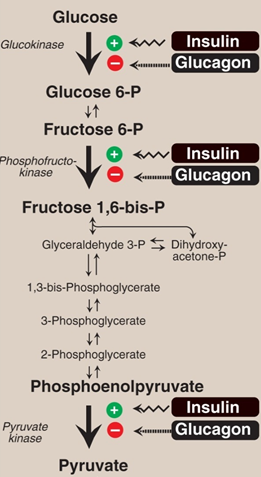 Glucose
Glucokinase
+
Insulin
−
Glucagon
Glucose 6-P
Fructose 6-P
Phosphofructo-
kinase
+
Insulin
−
Glucagon
Fructose 1,6-bis-P
Glyceraldehyde 3-P
Dihydroxy-
acetone-P
1,3-bis-Phosphoglycerate
3-Phosphoglycerate
2-Phosphoglycerate
Phosphoenolpyruvate
Pyruvate
kinase
+
Insulin
−
Glucagon
Pyruvate